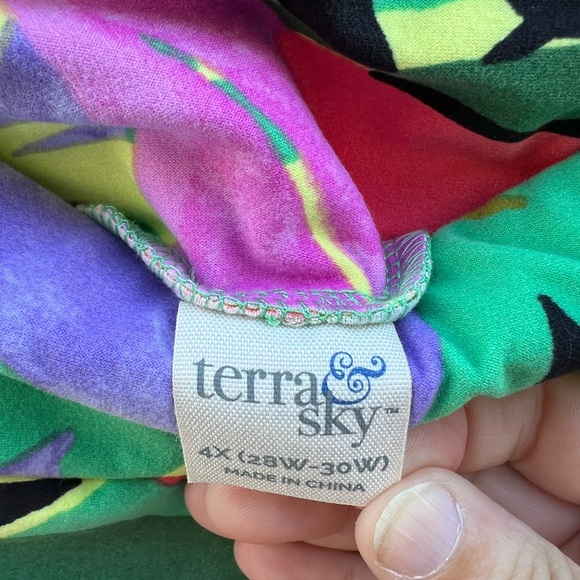 terra &
sky™
4X (28W-30W)
MADE IN CHINA